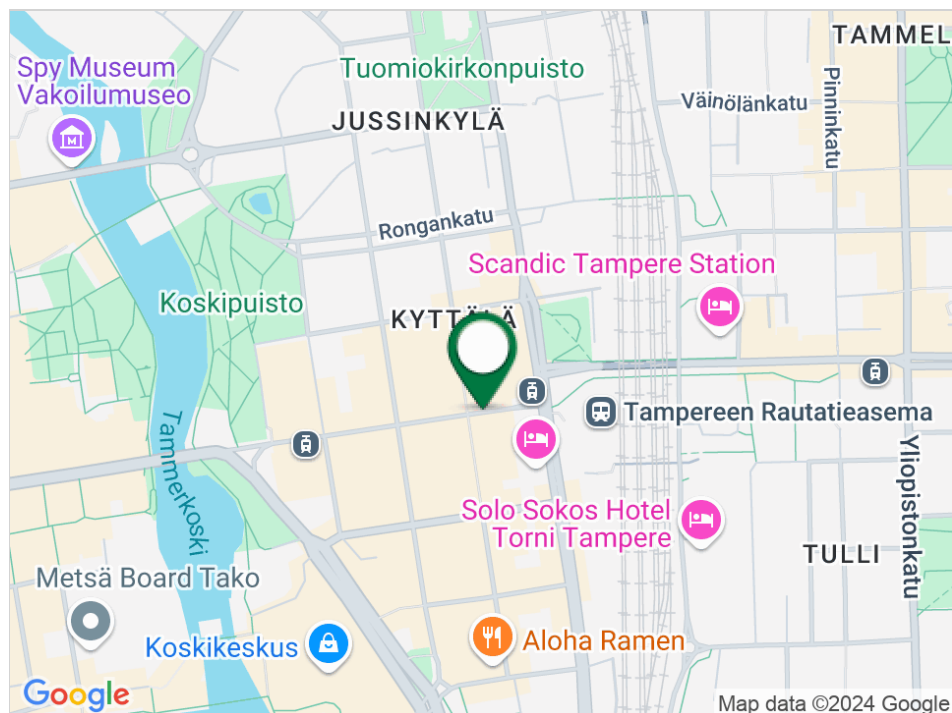 TAMMEL
Spy Museum
Vakoilumuseo
Tuomiokirkonpuisto
Väinölänkatu
Pinninkatu
JUSSINKYLÄ
Rongankatu
Scandic Tampere Station
Koskipuisto
KYTTÄLÄ
Tampereen Rautatieasema
Tammerkoski
Yliopistonkatu
Solo Sokos Hotel
Torni Tampere
TULLI
Metsä Board Tako
Koskikeskus
Aloha Ramen
Google
Map data ©2024 Google